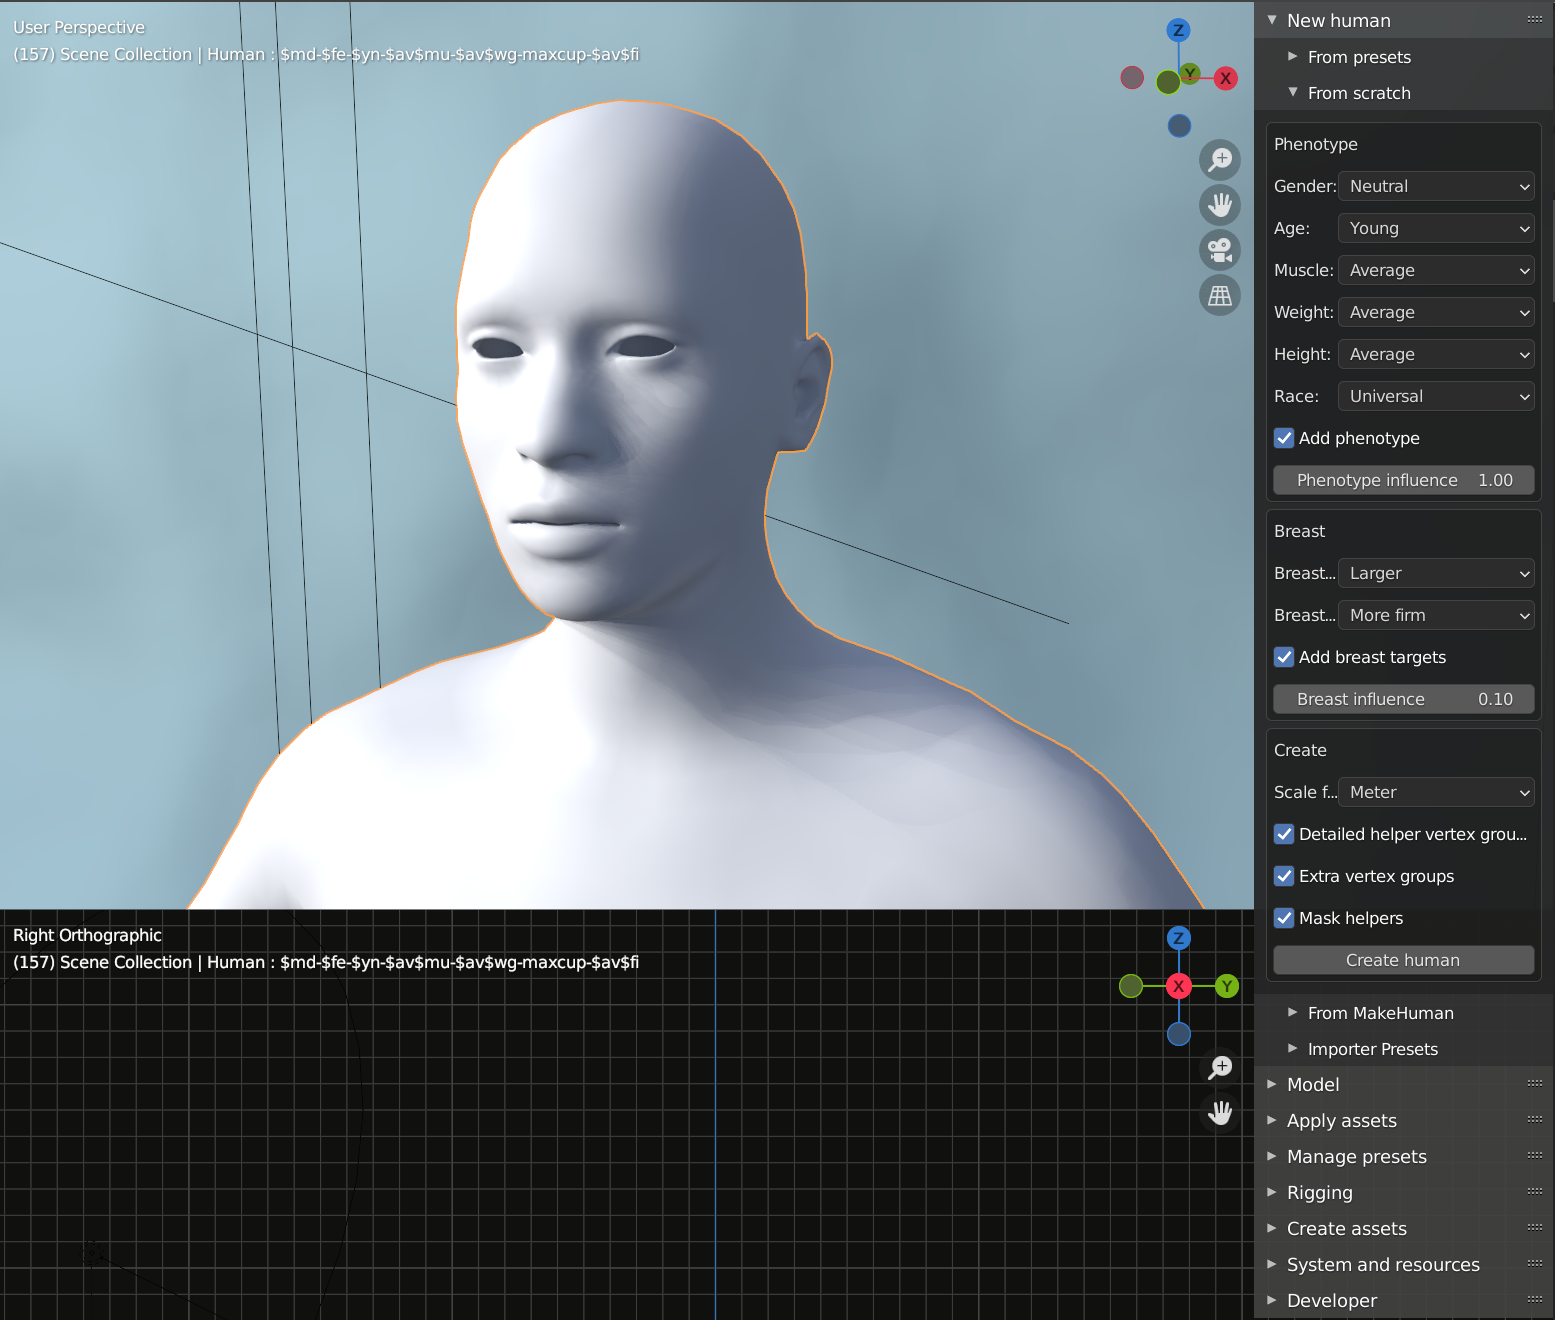 User Perspective
(157) Scene Collection | Human : $md-$fe-$yn-$av$mu-$av$wg-maxcup-$av$fi
Z
Y
X
Right Orthographic
(157) Scene Collection | Human : $md-$fe-$yn-$av$mu-$av$wg-maxcup-$av$fi
Z
X
Y
New human
From presets
From scratch
Phenotype
Gender: Neutral
Age: Young
Muscle: Average
Weight: Average
Height: Average
Race: Universal
Add phenotype
Phenotype influence 1.00
Breast
Breast... Larger
Breast... More firm
Add breast targets
Breast influence 0.10
Create
Scale f... Meter
Detailed helper vertex grou...
Extra vertex groups
Mask helpers
Create human
From MakeHuman
Importer Presets
Model
Apply assets
Manage presets
Rigging
Create assets
System and resources
Developer